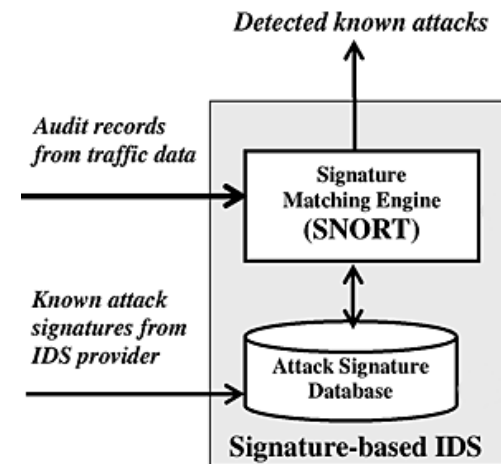 Detected known attacks
Audit records
from traffic data
Signature
Matching Engine
(SNORT)
Known attack
signatures from
IDS provider
Attack Signature
Database
Signature-based IDS